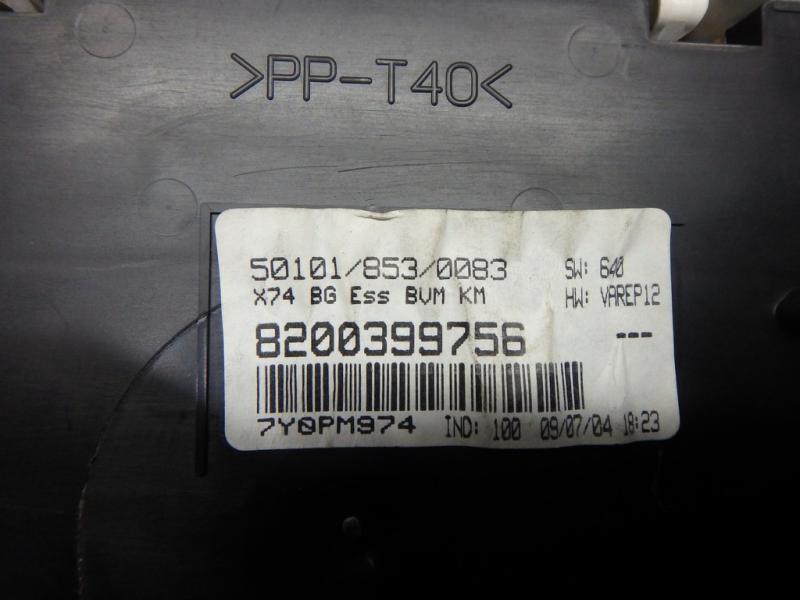 >PP-T40<
50101/853/0083 SW: 640
X74 BG Ess BVM KM HW: VAREP12
8200399756 ---
7Y0PM974 IND: 100 09/07/04 18:23